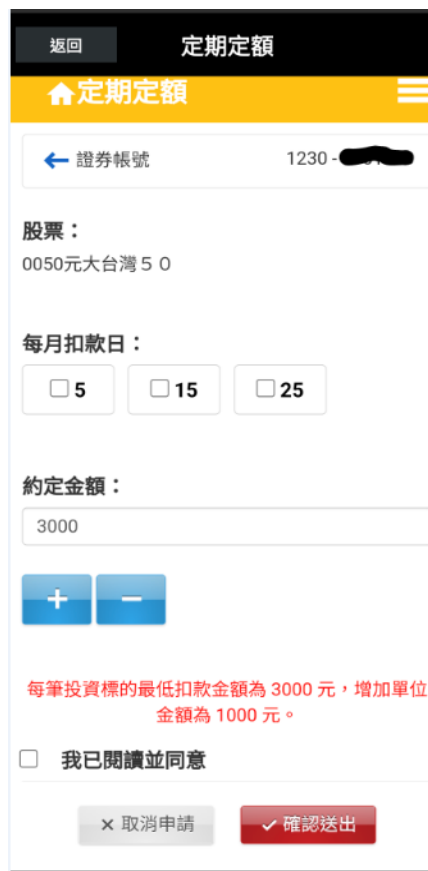 返回
定期定額
定期定額
證券帳號
1230 -
股票：
0050元大台灣５０
每月扣款日：
5
15
25
約定金額：
3000
+
−
每筆投資標的最低扣款金額為 3000 元，增加單位
金額為 1000 元。
我已閱讀並同意
× 取消申請
✓ 確認送出